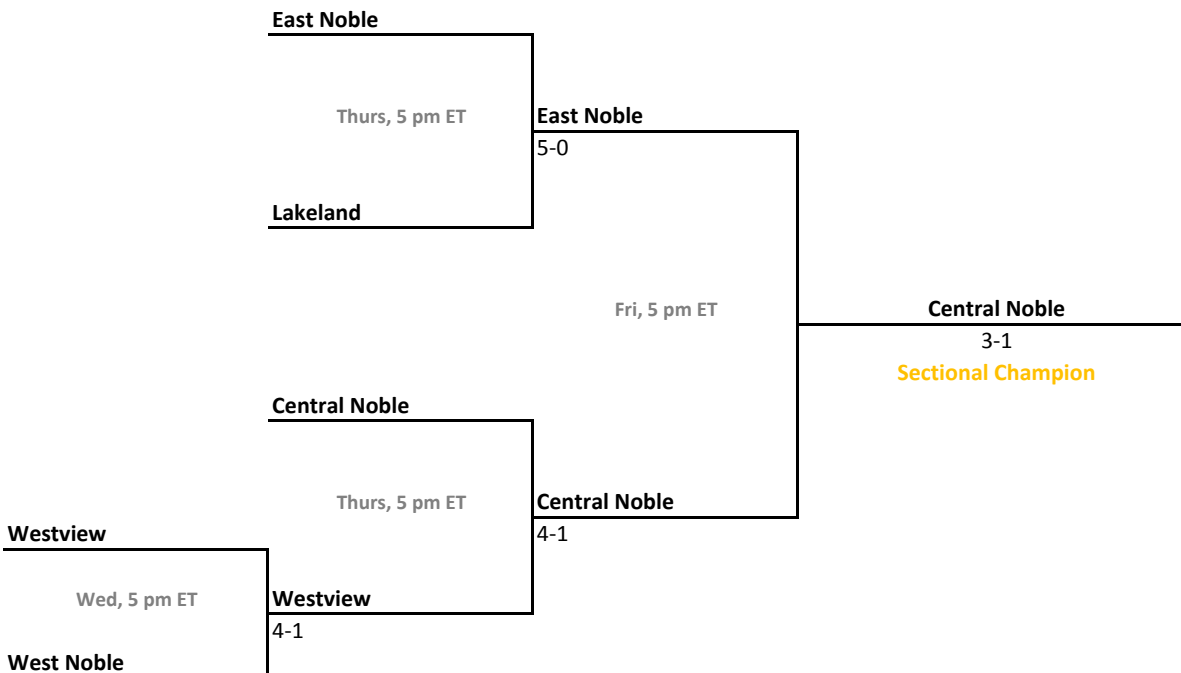 East Noble
Thurs, 5 pm ET
East Noble
5-0
Lakeland
Fri, 5 pm ET
Central Noble
3-1
Sectional Champion
Central Noble
Thurs, 5 pm ET
Central Noble
4-1
Westview
Wed, 5 pm ET
Westview
4-1
West Noble